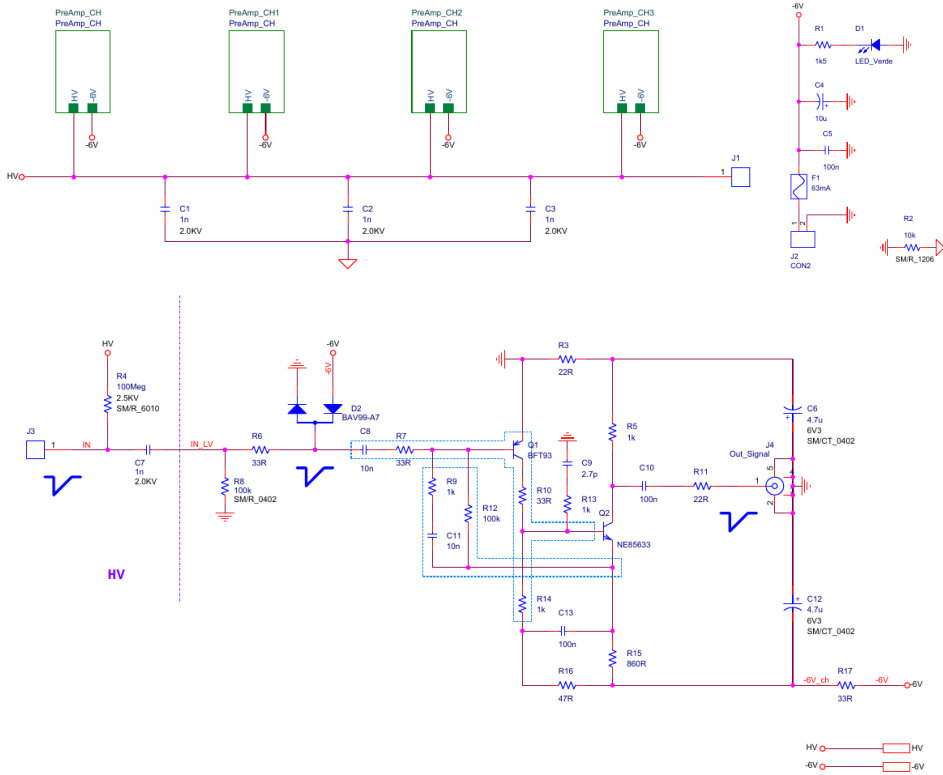 PreAmp_CH
PreAmp_CH
HV
-6V
-6V
PreAmp_CH1
PreAmp_CH
HV
-6V
-6V
PreAmp_CH2
PreAmp_CH
HV
-6V
-6V
PreAmp_CH3
PreAmp_CH
HV
-6V
-6V
HV
1
J1
C1
1n
2.0KV
C2
1n
2.0KV
C3
1n
2.0KV
-6V
R1
1k5
D1
LED_Verde
C4
+
10u
C5
100n
F1
63mA
1
2
J2
CON2
R2
10k
SM/R_1206
HV
R4
100Meg
2.5KV
SM/R_6010
J3
1
IN
C7
1n
2.0KV
IN_LV
R6
33R
R8
100k
SM/R_0402
-6V
-6V
D2
BAV99-A7
C8
10n
R7
33R
R9
1k
C11
10n
R12
100k
Q1
BFT93
R10
33R
C9
2.7p
R13
1k
R3
22R
R5
1k
Q2
NE85633
C10
100n
R11
22R
J4
Out_Signal
1
5
4
2
+
C6
4.7u
6V3
SM/CT_0402
+
C12
4.7u
6V3
SM/CT_0402
R14
1k
C13
100n
R15
860R
R16
47R
-6V_ch
R17
-6V
33R
-6V
HV
HV
HV
-6V
-6V